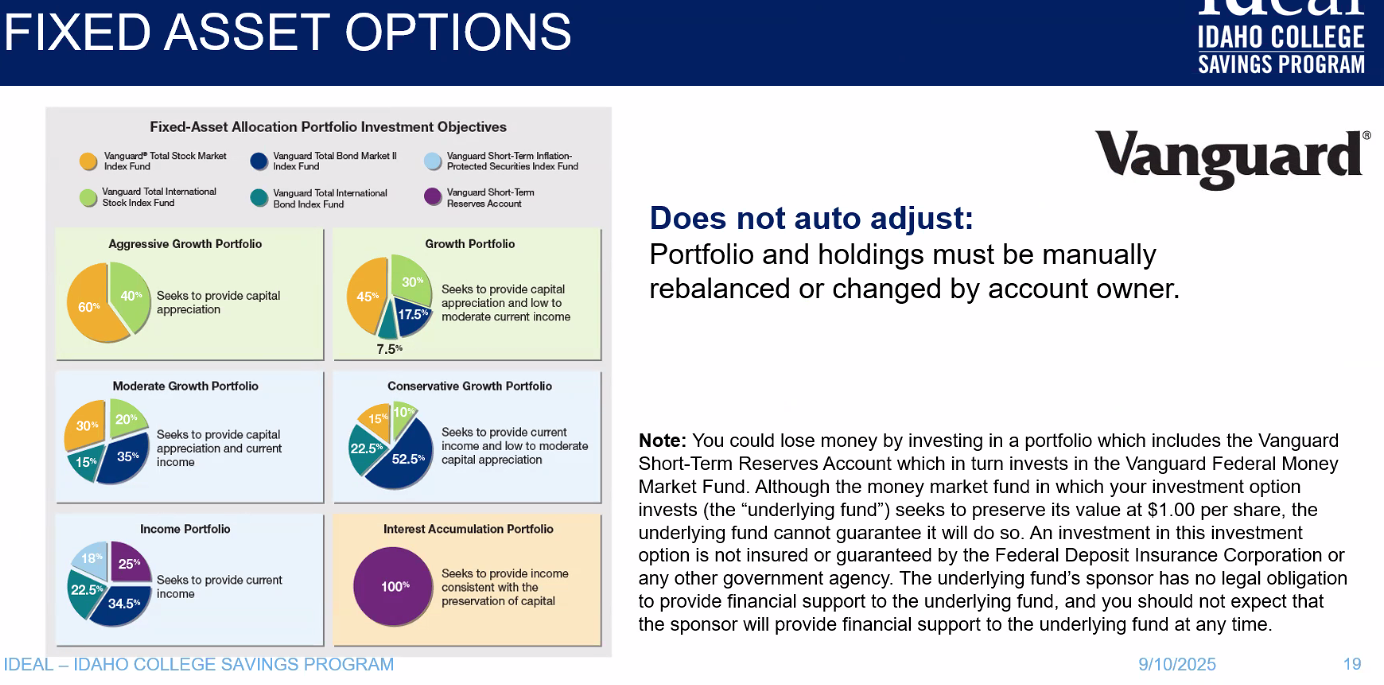 FIXED ASSET OPTIONS
IDAHO COLLEGE
SAVINGS PROGRAM
Fixed-Asset Allocation Portfolio Investment Objectives
Vanguard® Total Stock Market
Index Fund
Vanguard Total Bond Market II
Index Fund
Vanguard Short-Term Inflation-
Protected Securities Index Fund
Vanguard Total International
Stock Index Fund
Vanguard Total International
Bond Index Fund
Vanguard Short-Term
Reserves Account
Aggressive Growth Portfolio
60%
40%
Seeks to provide capital
appreciation
Growth Portfolio
45%
30%
17.5%
7.5%
Seeks to provide capital
appreciation and low to
moderate current income
Moderate Growth Portfolio
30%
20%
15%
35%
Seeks to provide capital
appreciation and current
income
Conservative Growth Portfolio
15%
10%
22.5%
52.5%
Seeks to provide current
income and low to moderate
capital appreciation
Income Portfolio
18%
25%
22.5%
34.5%
Seeks to provide current
income
Interest Accumulation Portfolio
100%
Seeks to provide income
consistent with the
preservation of capital
Vanguard®
Does not auto adjust:
Portfolio and holdings must be manually
rebalanced or changed by account owner.
Note: You could lose money by investing in a portfolio which includes the Vanguard
Short-Term Reserves Account which in turn invests in the Vanguard Federal Money
Market Fund. Although the money market fund in which your investment option
invests (the “underlying fund”) seeks to preserve its value at $1.00 per share, the
underlying fund cannot guarantee it will do so. An investment in this investment
option is not insured or guaranteed by the Federal Deposit Insurance Corporation or
any other government agency. The underlying fund’s sponsor has no legal obligation
to provide financial support to the underlying fund, and you should not expect that
the sponsor will provide financial support to the underlying fund at any time.
IDEAL – IDAHO COLLEGE SAVINGS PROGRAM
9/10/2025
19